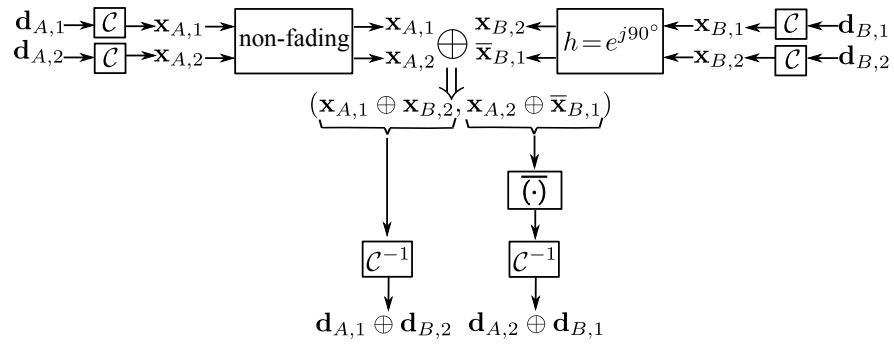 d_{A,1} C x_{A,1} non-fading x_{A,1} ⊕ x_{B,2} h = e^{j90°} x_{B,1} C d_{B,1}
d_{A,2} C x_{A,2} x_{A,2} x̄_{B,1} x_{B,2} C d_{B,2}
(x_{A,1} ⊕ x_{B,2}, x_{A,2} ⊕ x̄_{B,1})
\overline{(·)}
C^{-1} C^{-1}
d_{A,1} ⊕ d_{B,2} d_{A,2} ⊕ d_{B,1}